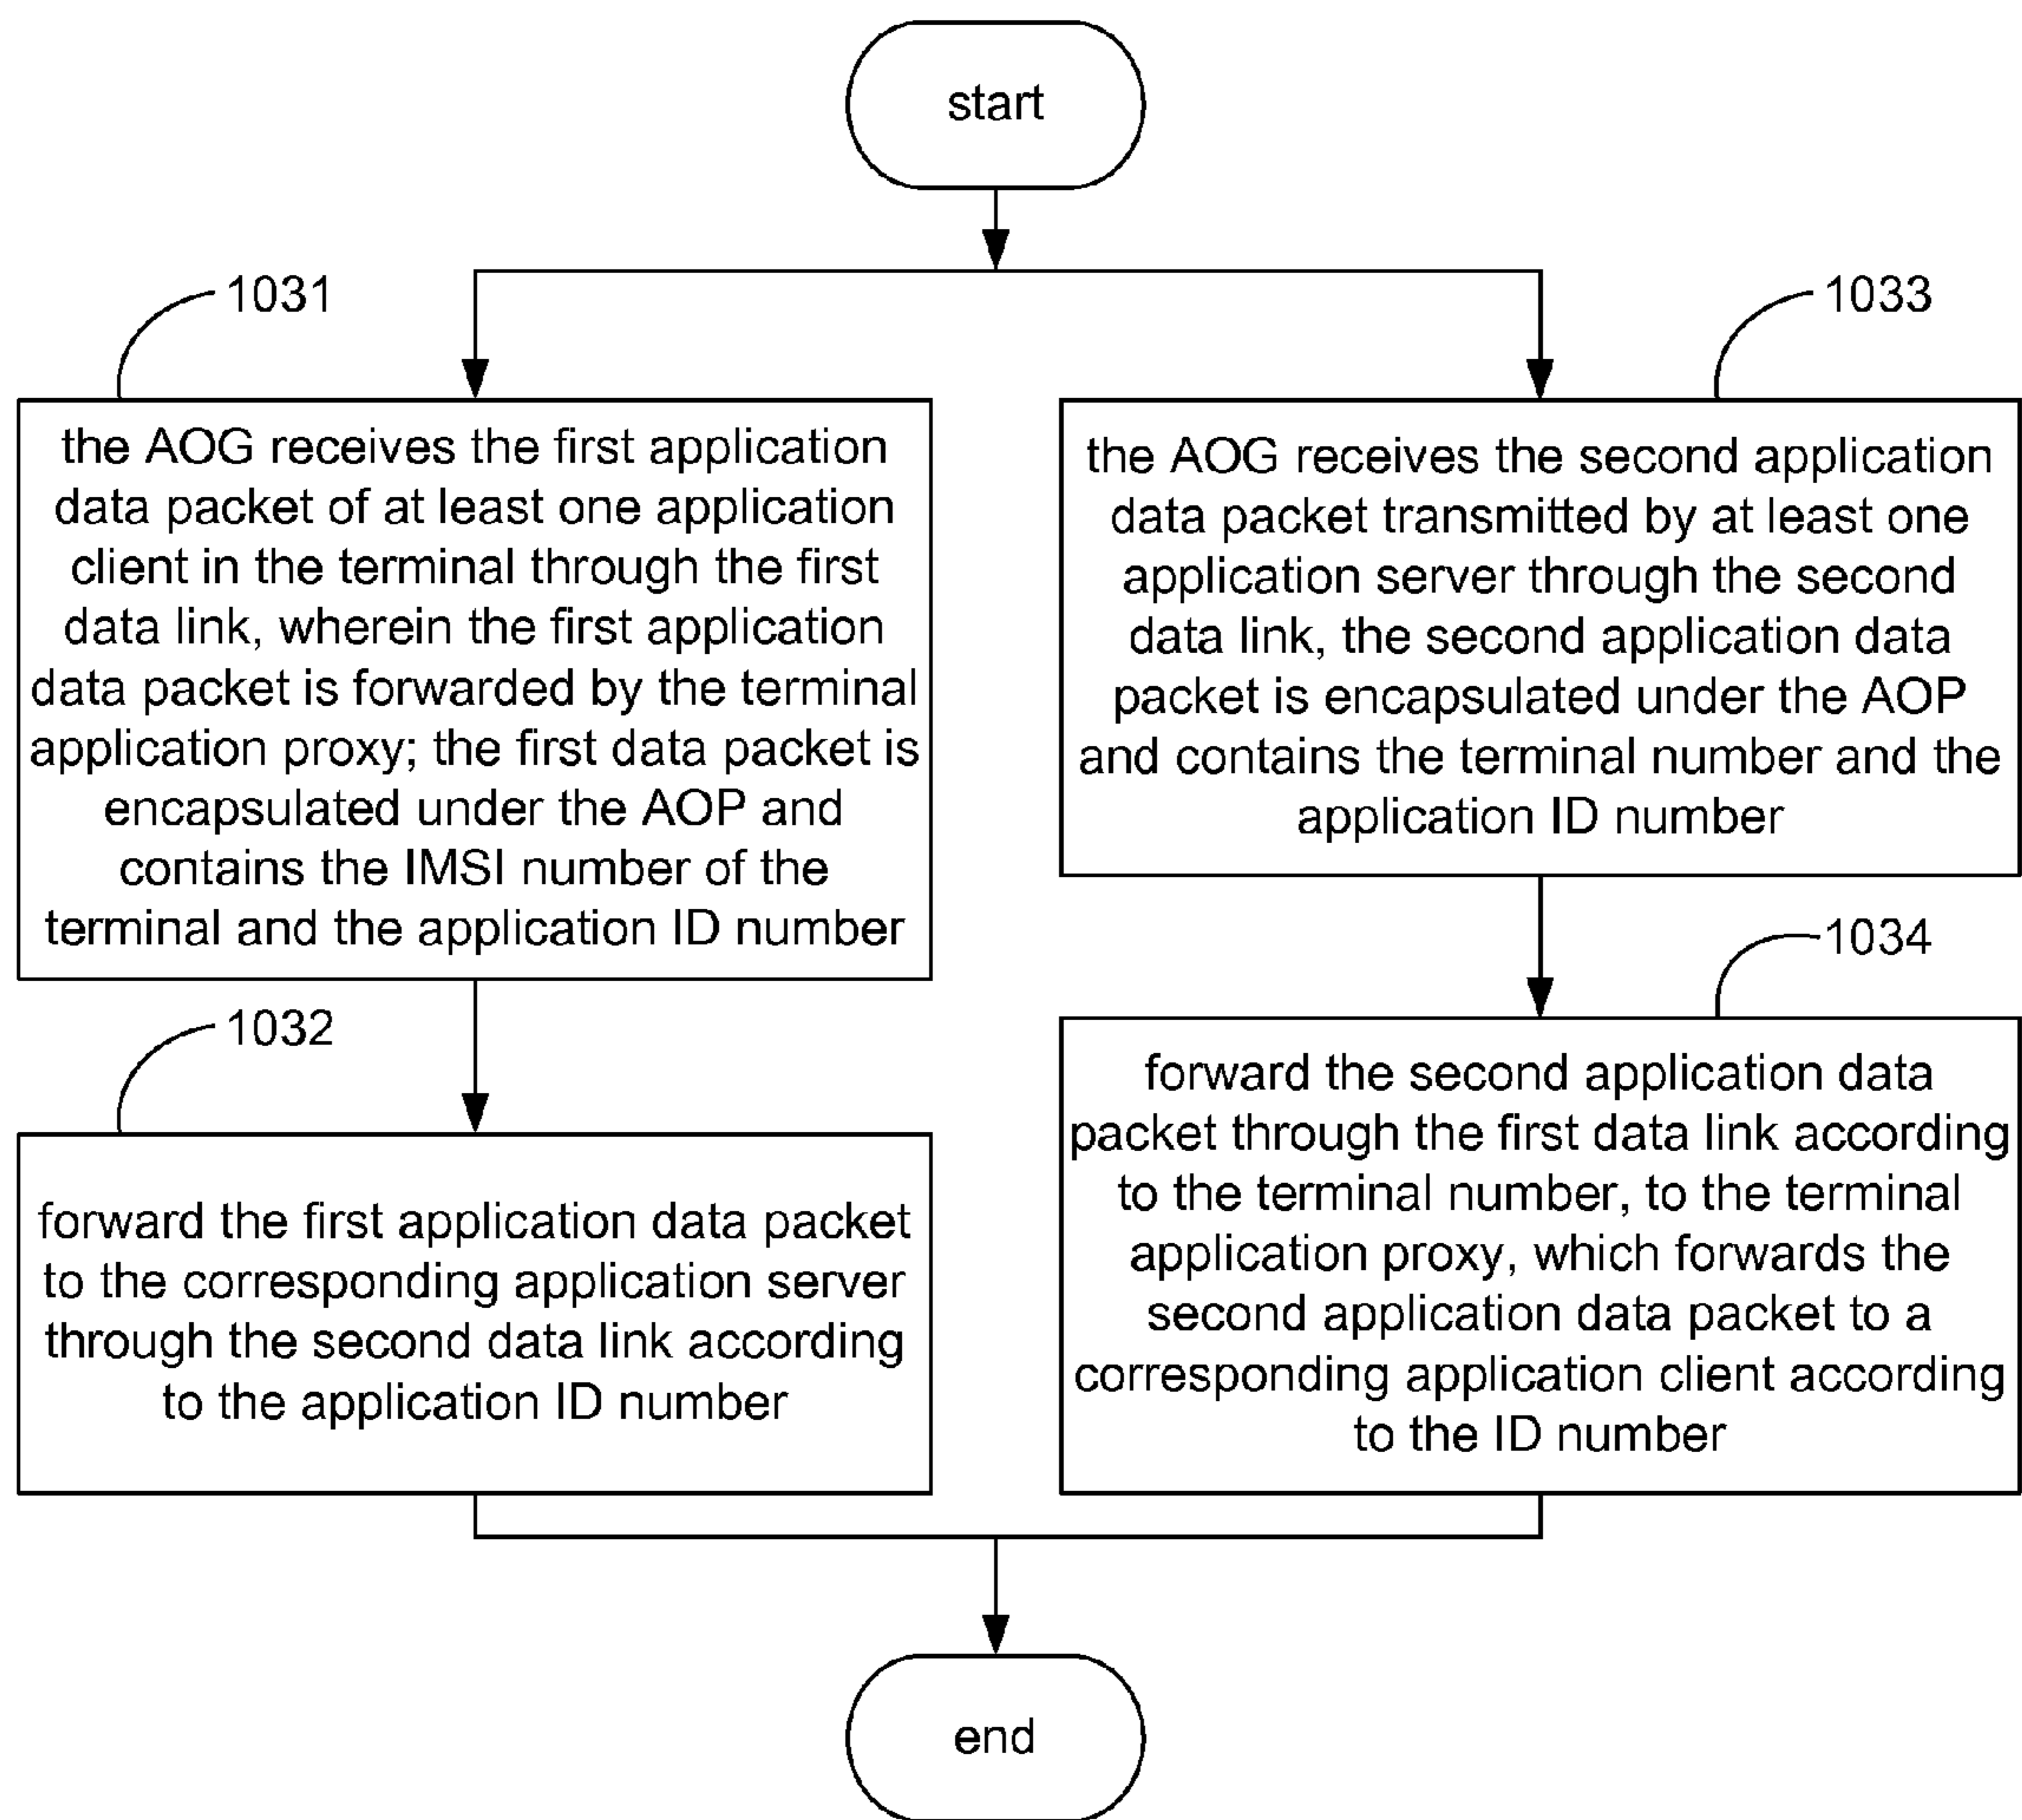 start
1031
the AOG receives the first application
data packet of at least one application
client in the terminal through the first
data link, wherein the first application
data packet is forwarded by the terminal
application proxy; the first data packet is
encapsulated under the AOP and
contains the IMSI number of the
terminal and the application ID number
1032
forward the first application data packet
to the corresponding application server
through the second data link according
to the application ID number
1033
the AOG receives the second application
data packet transmitted by at least one
application server through the second
data link, the second application data
packet is encapsulated under the AOP
and contains the terminal number and the
application ID number
1034
forward the second application data
packet through the first data link according
to the terminal number, to the terminal
application proxy, which forwards the
second application data packet to a
corresponding application client according
to the ID number
end